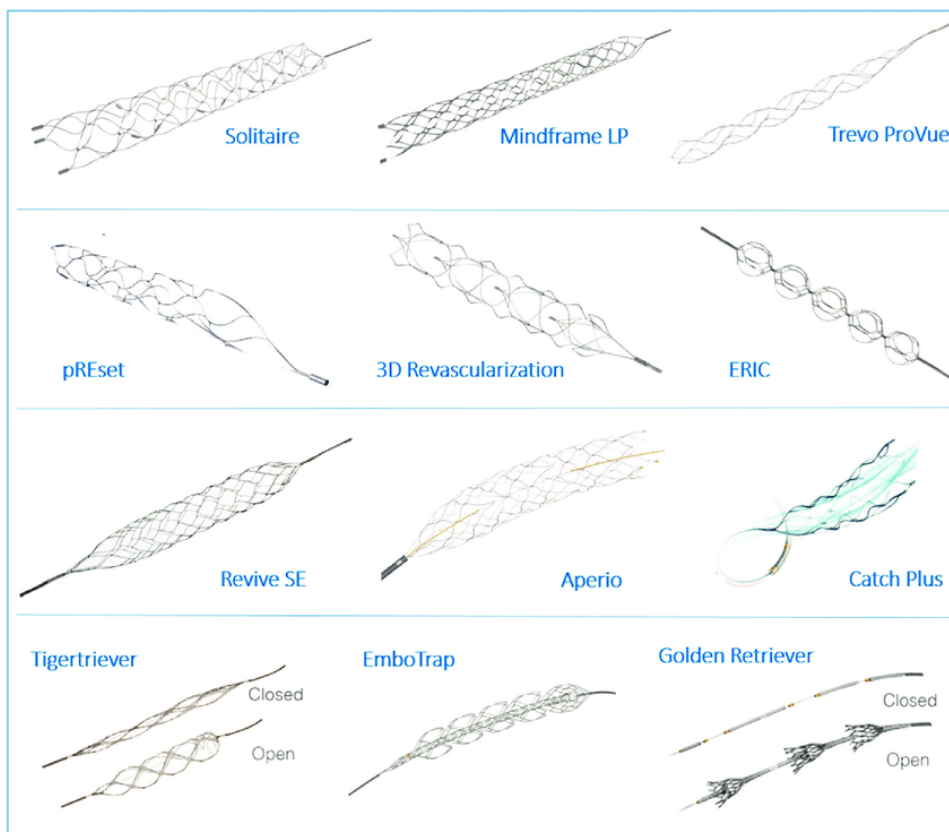 Solitaire
Mindframe LP
Trevo ProVue
pREset
3D Revascularization
ERIC
Revive SE
Aperio
Catch Plus
Tigertriever
EmboTrap
Golden Retriever
Closed
Closed
Open
Open